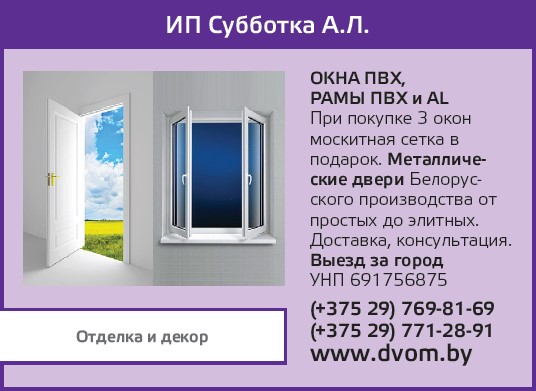 ИП Субботка А.Л.
ОКНА ПВХ,
РАМЫ ПВХ и AL
При покупке 3 окон
москитная сетка в
подарок. Металличе-
ские двери Белорус-
ского производства от
простых до элитных.
Доставка, консультация.
Выезд за город
УНП 691756875
(+375 29) 769-81-69
(+375 29) 771-28-91
www.dvom.by
Отделка и декор